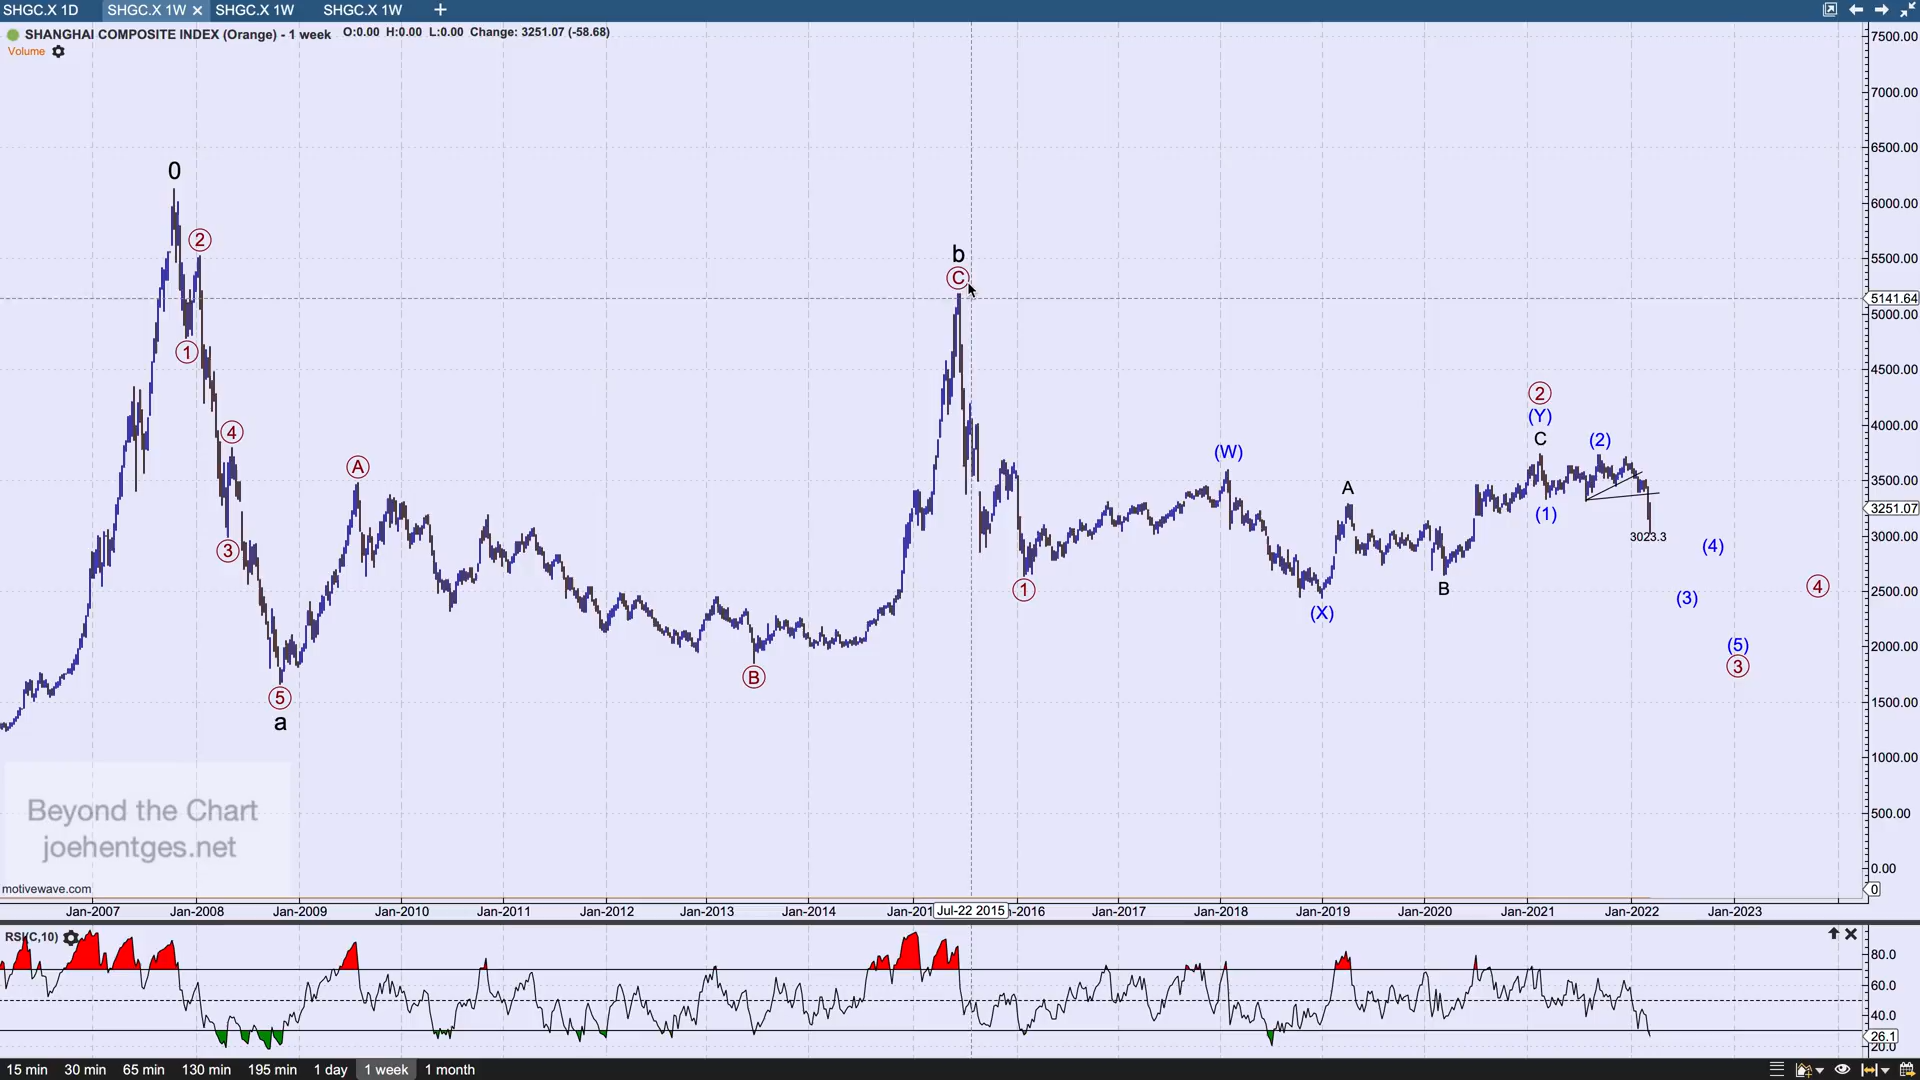 SHGC.X 1D SHGC.X 1W SHGC.X 1W SHGC.X 1W
SHANGHAI COMPOSITE INDEX (Orange) - 1 week O:0.00 H:0.00 L:0.00 Change: 3251.07 (-58.68)
Volume
7500.00
7000.00
6500.00
0
6000.00
2
5500.00
b
C
5141.64
5000.00
1
4500.00
2
(Y)
4000.00
4
C
(2)
(W)
A
3500.00
A
3251.07
(1)
3023.3
3000.00
(4)
3
4
2500.00
1
B
(3)
(X)
(5)
2000.00
3
B
5
1500.00
a
1000.00
Beyond the Chart
500.00
joehentges.net
0.00
motivewave.com
0
Jan-2007 Jan-2008 Jan-2009 Jan-2010 Jan-2011 Jan-2012 Jan-2013 Jan-2014 Jul-22 2015 Jan-2017 Jan-2018 Jan-2019 Jan-2020 Jan-2021 Jan-2022 Jan-2023
RSI(C,10)
80.0
60.0
40.0
26.1
20.0
15 min 30 min 65 min 130 min 195 min 1 day 1 week 1 month